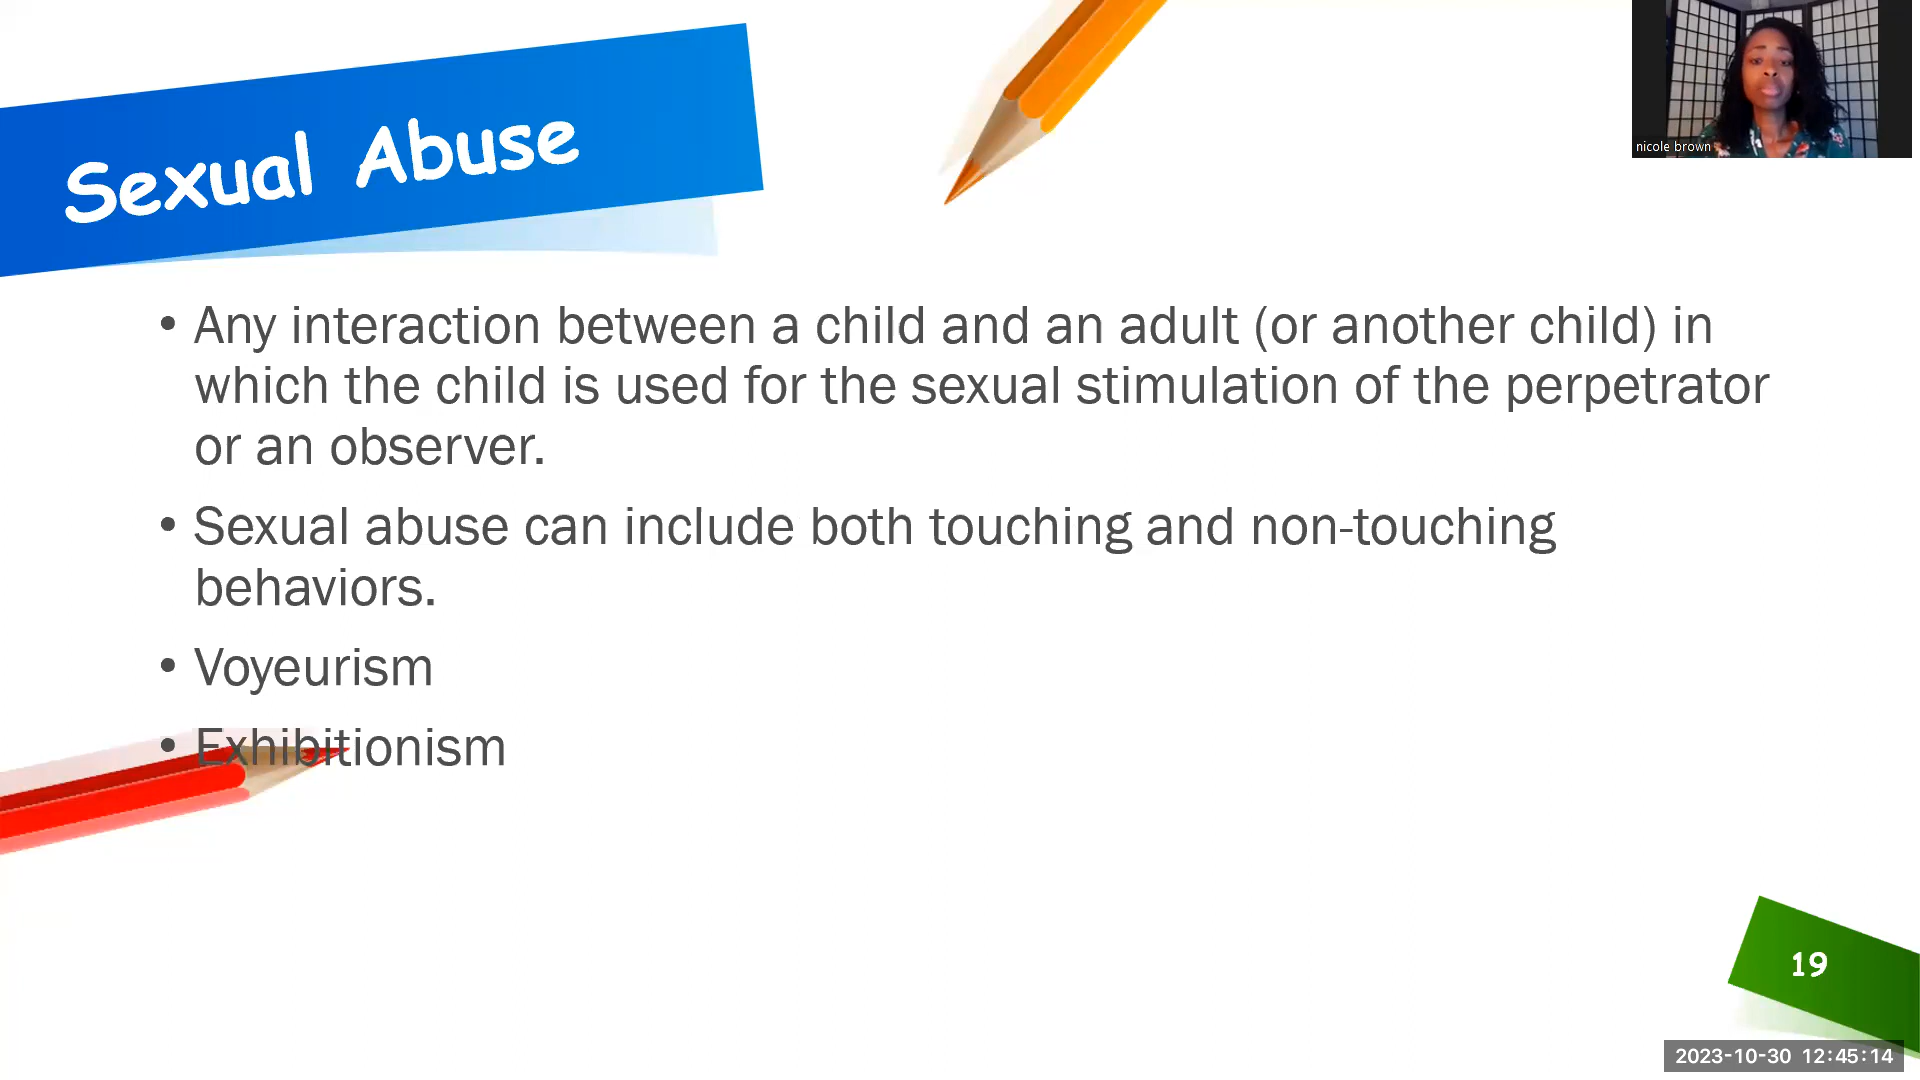 Sexual Abuse
nicole brown
• Any interaction between a child and an adult (or another child) in
which the child is used for the sexual stimulation of the perpetrator
or an observer.
• Sexual abuse can include both touching and non-touching
behaviors.
• Voyeurism
• Exhibitionism
19
2023-10-30 12:45:14